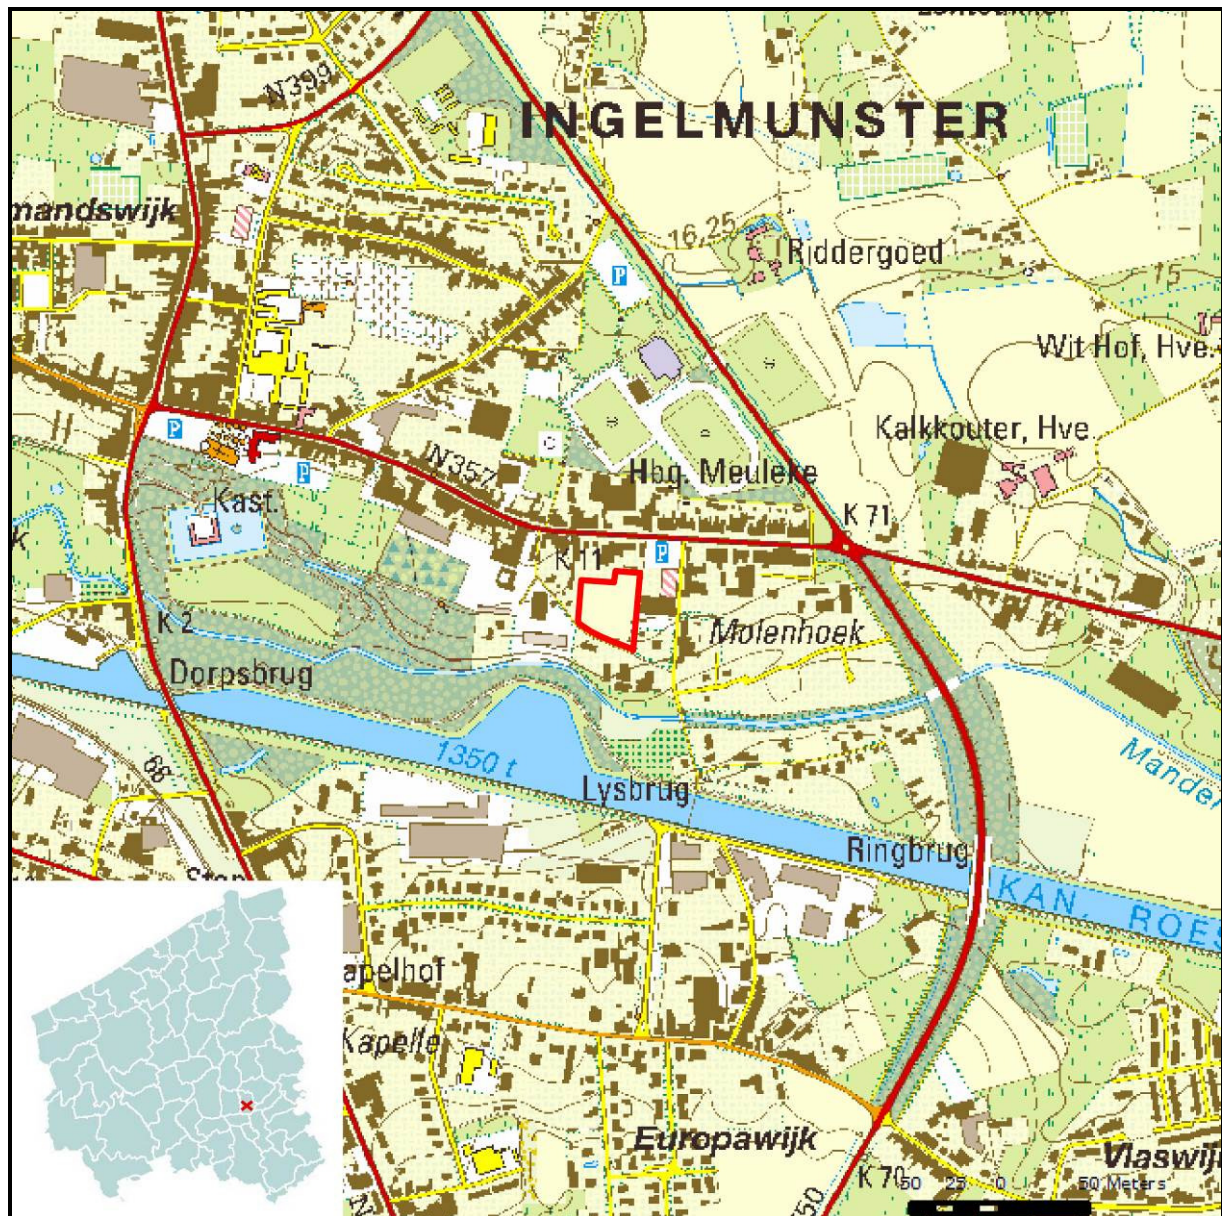 N399
INGELMUNSTER
mandswijk
16,25
Riddergoed
15
P
Wit Hof, Hve.
P
Kalkkouter, Hve
N357
Hbg. Meuleke
P
Kast.
C
K 71
K 11
P
K 2
Molenhoek
Dorpsbrug
1350 t
Mander
68
Lysbrug
Ringbrug
KAN. ROES
apelhof
Kapelle
Europawijk
Vlaswij
K 70
50 25 0 50 Meters
50